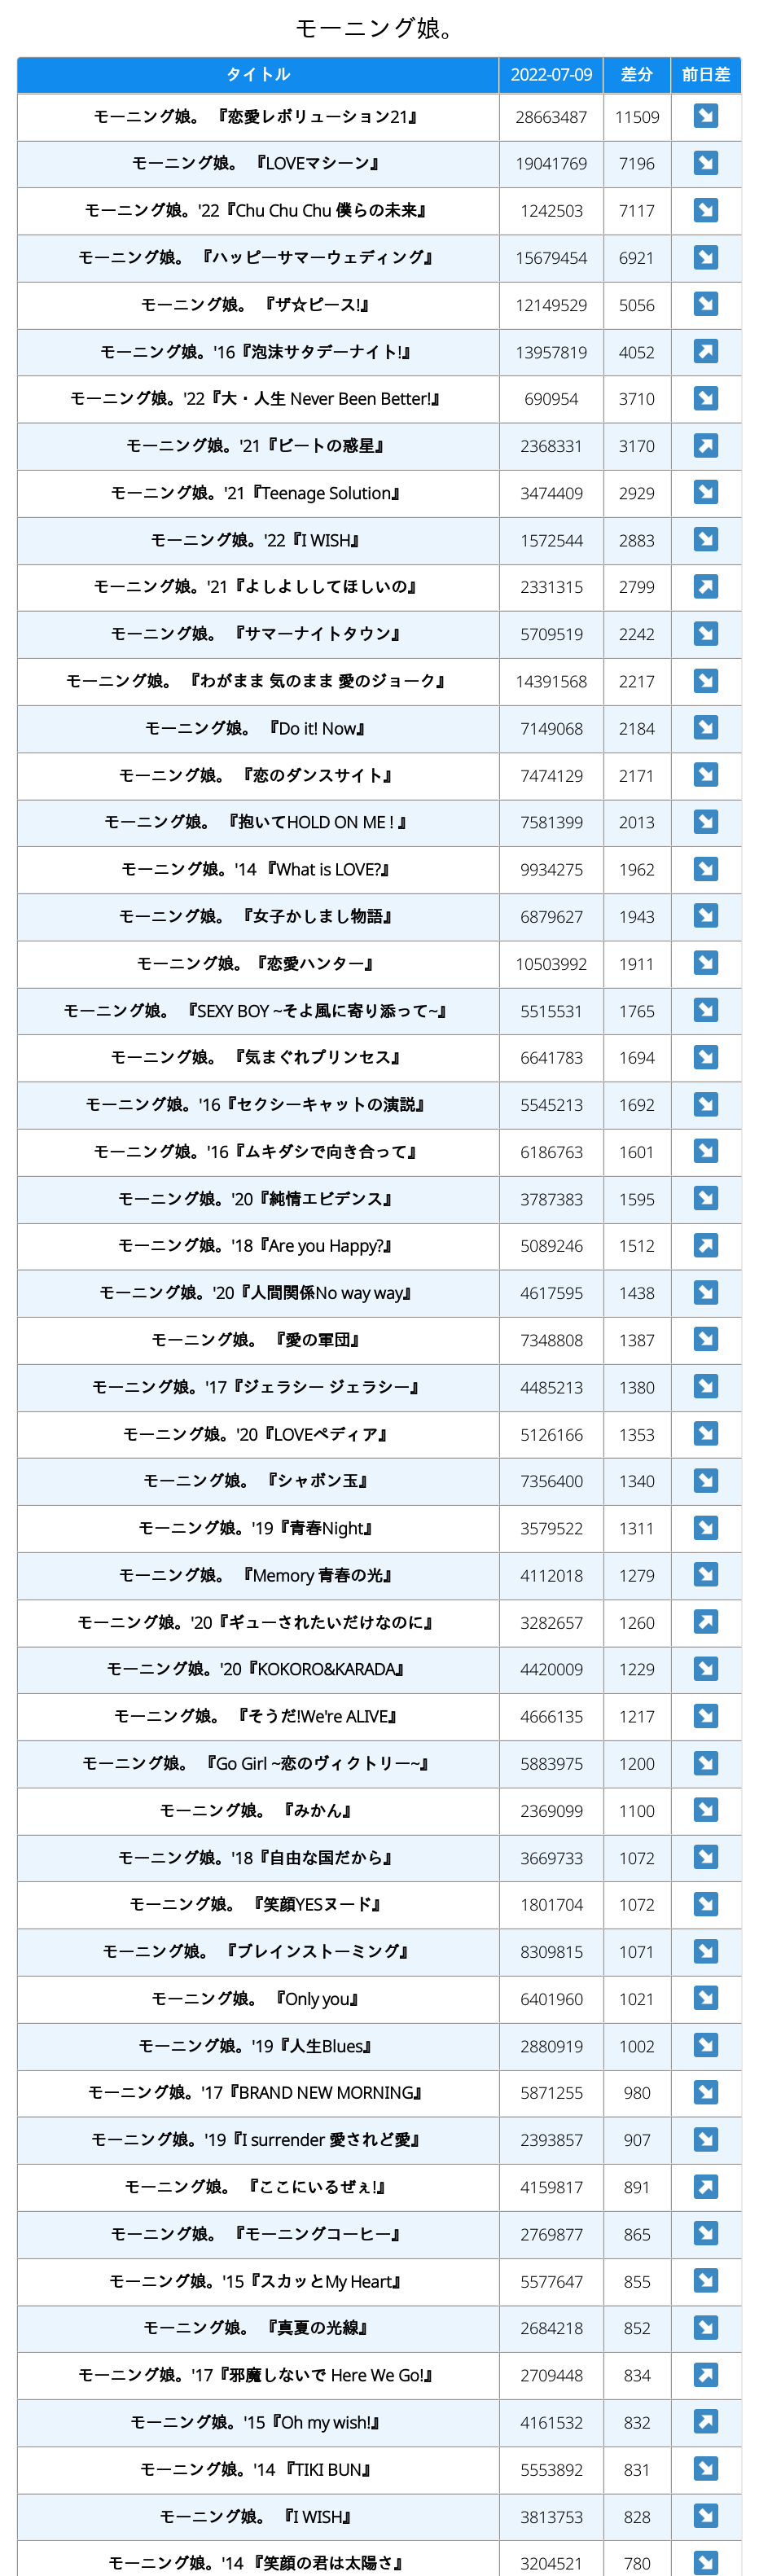 モーニング娘。
タイトル 2022-07-09 差分 前日差
モーニング娘。 『恋愛レボリューション21』 28663487 11509 ↘
モーニング娘。 『LOVEマシーン』 19041769 7196 ↘
モーニング娘。'22『Chu Chu Chu 僕らの未来』 1242503 7117 ↘
モーニング娘。 『ハッピーサマーウェディング』 15679454 6921 ↘
モーニング娘。 『ザ☆ピース!』 12149529 5056 ↘
モーニング娘。'16『泡沫サタデーナイト!』 13957819 4052 ↗
モーニング娘。'22『大・人生 Never Been Better!』 690954 3710 ↘
モーニング娘。'21『ビートの惑星』 2368331 3170 ↗
モーニング娘。'21『Teenage Solution』 3474409 2929 ↘
モーニング娘。'22『I WISH』 1572544 2883 ↘
モーニング娘。'21『よしよししてほしいの』 2331315 2799 ↗
モーニング娘。 『サマーナイトタウン』 5709519 2242 ↘
モーニング娘。 『わがまま 気のまま 愛のジョーク』 14391568 2217 ↘
モーニング娘。 『Do it! Now』 7149068 2184 ↘
モーニング娘。 『恋のダンスサイト』 7474129 2171 ↘
モーニング娘。 『抱いてHOLD ON ME ! 』 7581399 2013 ↘
モーニング娘。'14 『What is LOVE?』 9934275 1962 ↘
モーニング娘。 『女子かしまし物語』 6879627 1943 ↘
モーニング娘。『恋愛ハンター』 10503992 1911 ↘
モーニング娘。 『SEXY BOY ~そよ風に寄り添って~』 5515531 1765 ↘
モーニング娘。 『気まぐれプリンセス』 6641783 1694 ↘
モーニング娘。'16『セクシーキャットの演説』 5545213 1692 ↘
モーニング娘。'16『ムキダシで向き合って』 6186763 1601 ↘
モーニング娘。'20『純情エビデンス』 3787383 1595 ↘
モーニング娘。'18『Are you Happy?』 5089246 1512 ↗
モーニング娘。'20『人間関係No way way』 4617595 1438 ↘
モーニング娘。 『愛の軍団』 7348808 1387 ↘
モーニング娘。'17『ジェラシー ジェラシー』 4485213 1380 ↘
モーニング娘。'20『LOVEペディア』 5126166 1353 ↘
モーニング娘。 『シャボン玉』 7356400 1340 ↘
モーニング娘。'19『青春Night』 3579522 1311 ↘
モーニング娘。 『Memory 青春の光』 4112018 1279 ↘
モーニング娘。'20『ギューされたいだけなのに』 3282657 1260 ↗
モーニング娘。'20『KOKORO&KARADA』 4420009 1229 ↘
モーニング娘。 『そうだ!We're ALIVE』 4666135 1217 ↘
モーニング娘。 『Go Girl ~恋のヴィクトリー~』 5883975 1200 ↘
モーニング娘。 『みかん』 2369099 1100 ↘
モーニング娘。'18『自由な国だから』 3669733 1072 ↘
モーニング娘。 『笑顔YESヌード』 1801704 1072 ↘
モーニング娘。 『ブレインストーミング』 8309815 1071 ↘
モーニング娘。 『Only you』 6401960 1021 ↘
モーニング娘。'19『人生Blues』 2880919 1002 ↘
モーニング娘。'17『BRAND NEW MORNING』 5871255 980 ↘
モーニング娘。'19『I surrender 愛されど愛』 2393857 907 ↘
モーニング娘。 『ここにいるぜぇ!』 4159817 891 ↗
モーニング娘。 『モーニングコーヒー』 2769877 865 ↘
モーニング娘。'15『スカッとMy Heart』 5577647 855 ↘
モーニング娘。 『真夏の光線』 2684218 852 ↘
モーニング娘。'17『邪魔しないで Here We Go!』 2709448 834 ↗
モーニング娘。'15『Oh my wish!』 4161532 832 ↗
モーニング娘。'14 『TIKI BUN』 5553892 831 ↘
モーニング娘。 『I WISH』 3813753 828 ↘
モーニング娘。'14 『笑顔の君は太陽さ』 3204521 780 ↘